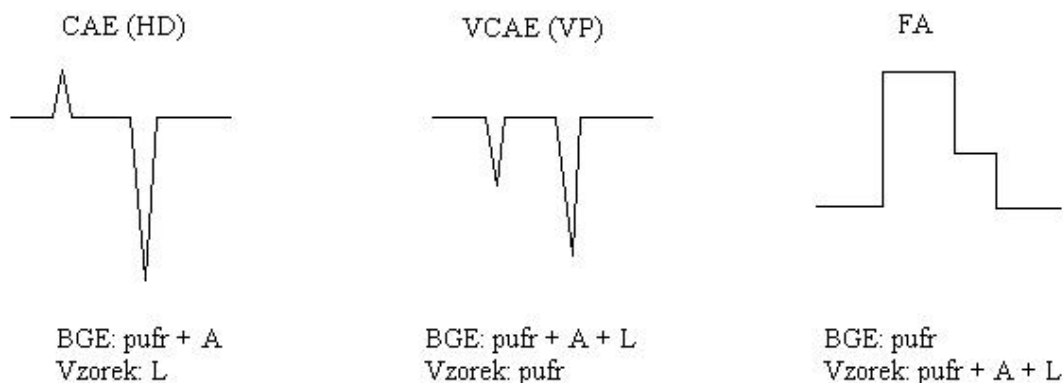 CAE (HD)
VCAE (VP)
FA
BGE: pufr + A
Vzorek: L
BGE: pufr + A + L
Vzorek: pufr
BGE: pufr
Vzorek: pufr + A + L